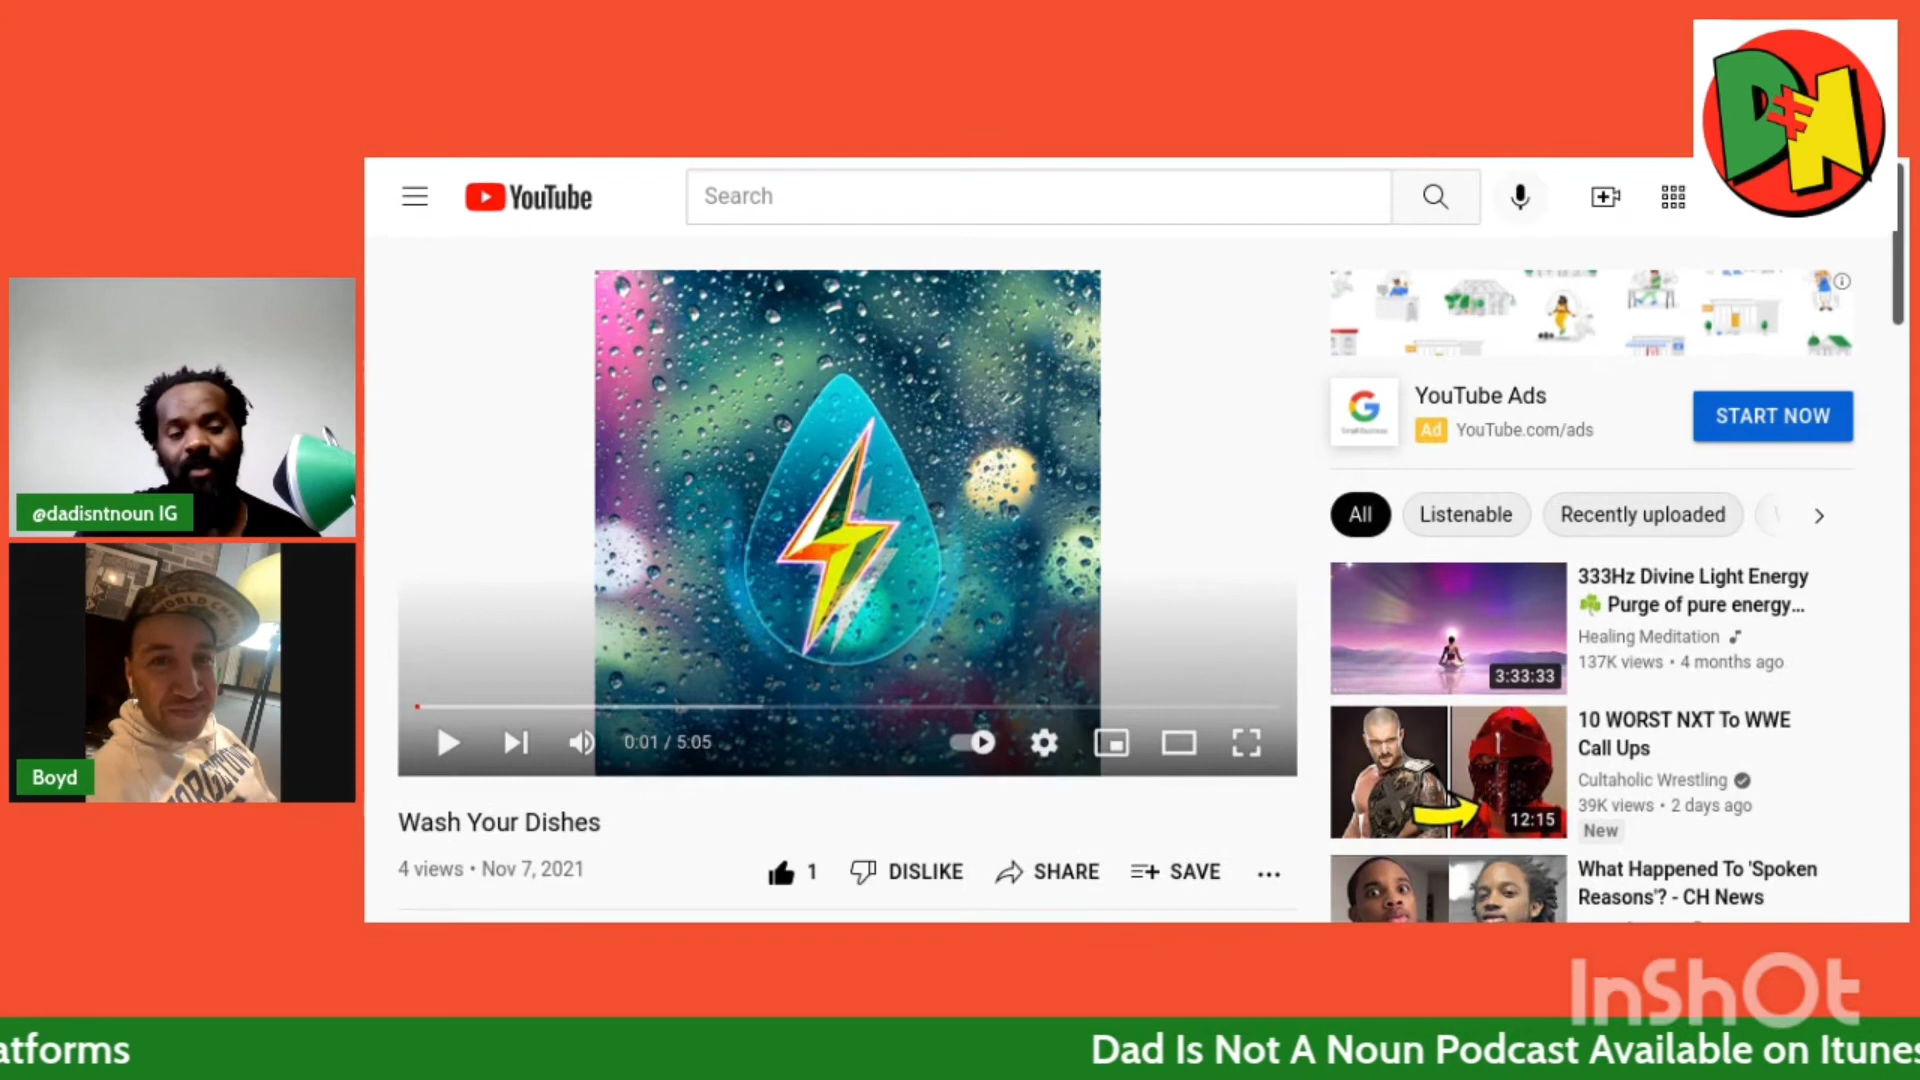 YouTube
Search
@dadisntnoun IG
WORLD CHA
Boyd
0:01 / 5:05
Wash Your Dishes
4 views • Nov 7, 2021
1
DISLIKE
SHARE
SAVE
YouTube Ads
Ad YouTube.com/ads
START NOW
All
Listenable
Recently uploaded
333Hz Divine Light Energy
☘️ Purge of pure energy...
Healing Meditation
137K views • 4 months ago
3:33:33
10 WORST NXT To WWE
Call Ups
Cultaholic Wrestling
39K views • 2 days ago
New
12:15
What Happened To 'Spoken
Reasons'? - CH News
InShOt
atforms
Dad Is Not A Noun Podcast Available on Itunes